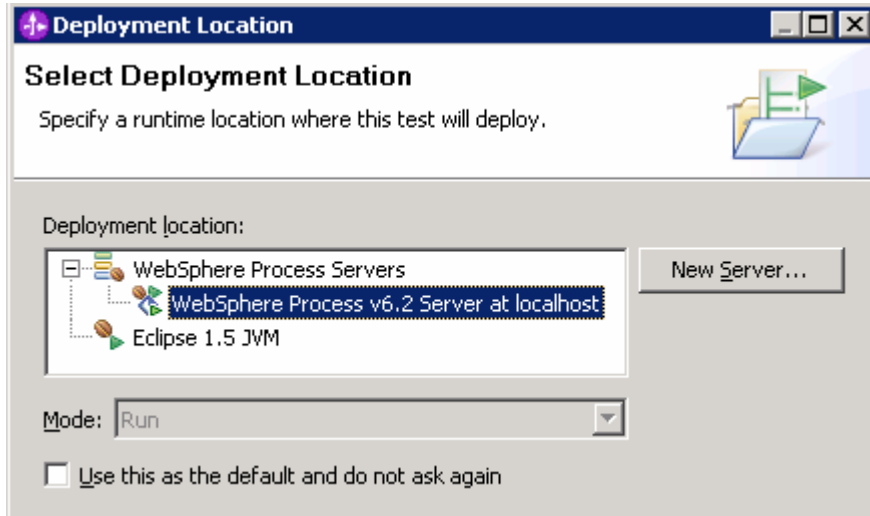 Deployment Location
Select Deployment Location
Specify a runtime location where this test will deploy.
Deployment location:
WebSphere Process Servers
New Server...
WebSphere Process v6.2 Server at localhost
Eclipse 1.5 JVM
Mode: Run
Use this as the default and do not ask again